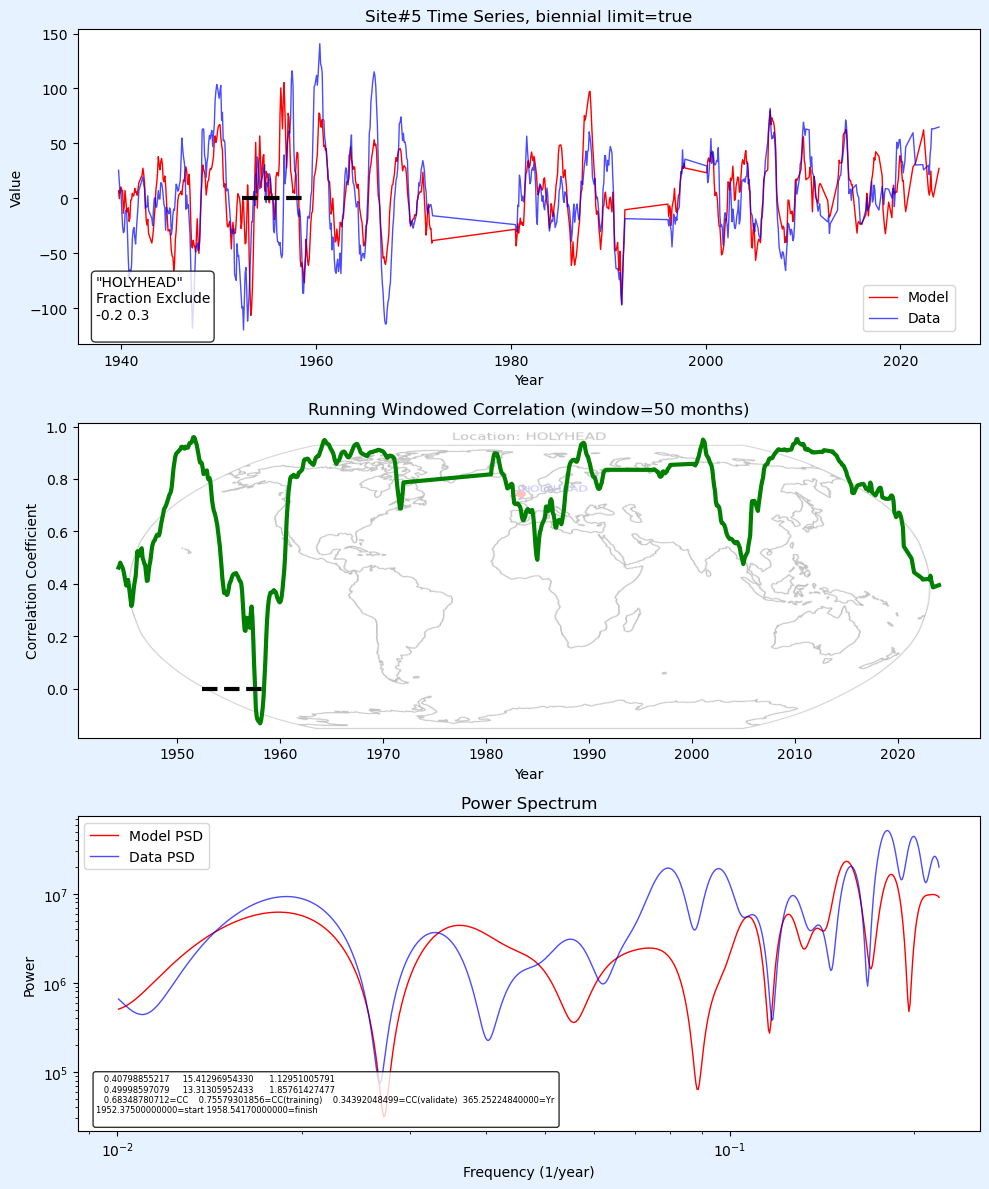 Site#5 Time Series, biennial limit=true
150
100
50
0
−50
−100
Value
"HOLYHEAD"
Fraction Exclude
-0.2 0.3
Model
Data
1940
1960
1980
2000
2020
Year
Running Windowed Correlation (window=50 months)
1.0
0.8
0.6
0.4
0.2
0.0
Correlation Coefficient
Location: HOLYHEAD
HOLYHEAD
1950
1960
1970
1980
1990
2000
2010
2020
Year
Power Spectrum
Model PSD
Data PSD
10^7
10^6
10^5
Power
0.40798855217 15.41296954330 1.12951005791
0.49998597079 13.31305952433 1.85761427477
0.68348780712=CC 0.75579301856=CC(training) 0.34392048499=CC(validate) 365.25224840000=Yr
1952.37500000000=start 1958.54170000000=finish
10^−2
10^−1
Frequency (1/year)